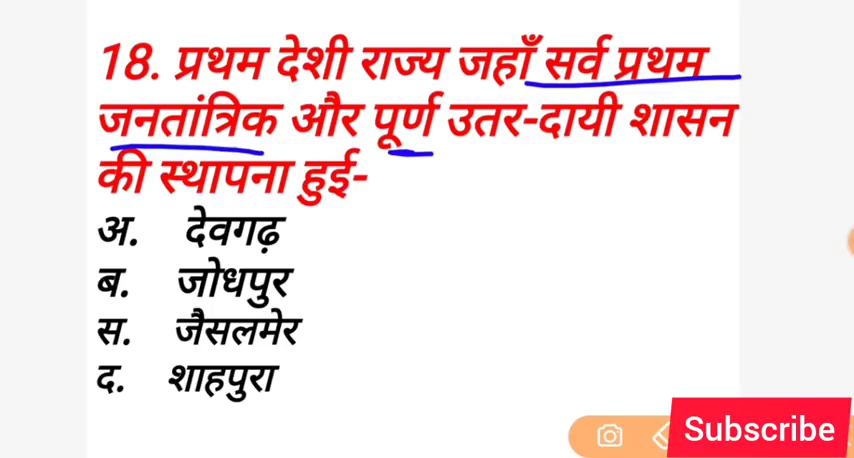 18. प्रथम देशी राज्य जहाँ सर्व प्रथम
जनतांत्रिक और पूर्ण उतर-दायी शासन
की स्थापना हुई-
अ. देवगढ़
ब. जोधपुर
स. जैसलमेर
द. शाहपुरा
Subscribe